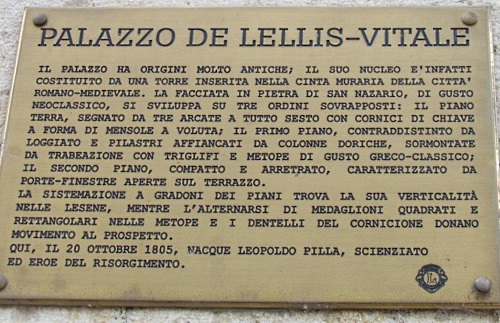 PALAZZO DE LELLIS-VITALE
IL PALAZZO HA ORIGINI MOLTO ANTICHE; IL SUO NUCLEO E'INFATTI
COSTITUITO DA UNA TORRE INSERITA NELLA CINTA MURARIA DELLA CITTA'
ROMANO-MEDIEVALE. LA FACCIATA IN PIETRA DI SAN NAZARIO, DI GUSTO
NEOCLASSICO, SI SVILUPPA SU TRE ORDINI SOVRAPPOSTI: IL PIANO
TERRA, SEGNATO DA TRE ARCATE A TUTTO SESTO CON CORNICI DI CHIAVE
A FORMA DI MENSOLE A VOLUTA; IL PRIMO PIANO, CONTRADDISTINTO DA
LOGGIATO E PILASTRI AFFIANCATI DA COLONNE DORICHE, SORMONTATE
DA TRABEAZIONE CON TRIGLIFI E METOPE DI GUSTO GRECO-CLASSICO;
IL SECONDO PIANO, COMPATTO E ARRETRATO, CARATTERIZZATO DA
PORTE-FINESTRE APERTE SUL TERRAZZO.
LA SISTEMAZIONE A GRADONI DEI PIANI TROVA LA SUA VERTICALITÀ
NELLE LESENE, MENTRE L'ALTERNARSI DI MEDAGLIONI QUADRATI E
RETTANGOLARI NELLE METOPE E I DENTELLI DEL CORNICIONE DONANO
MOVIMENTO AL PROSPETTO.
QUI, IL 20 OTTOBRE 1805, NACQUE LEOPOLDO PILLA, SCIENZIATO
ED EROE DEL RISORGIMENTO.